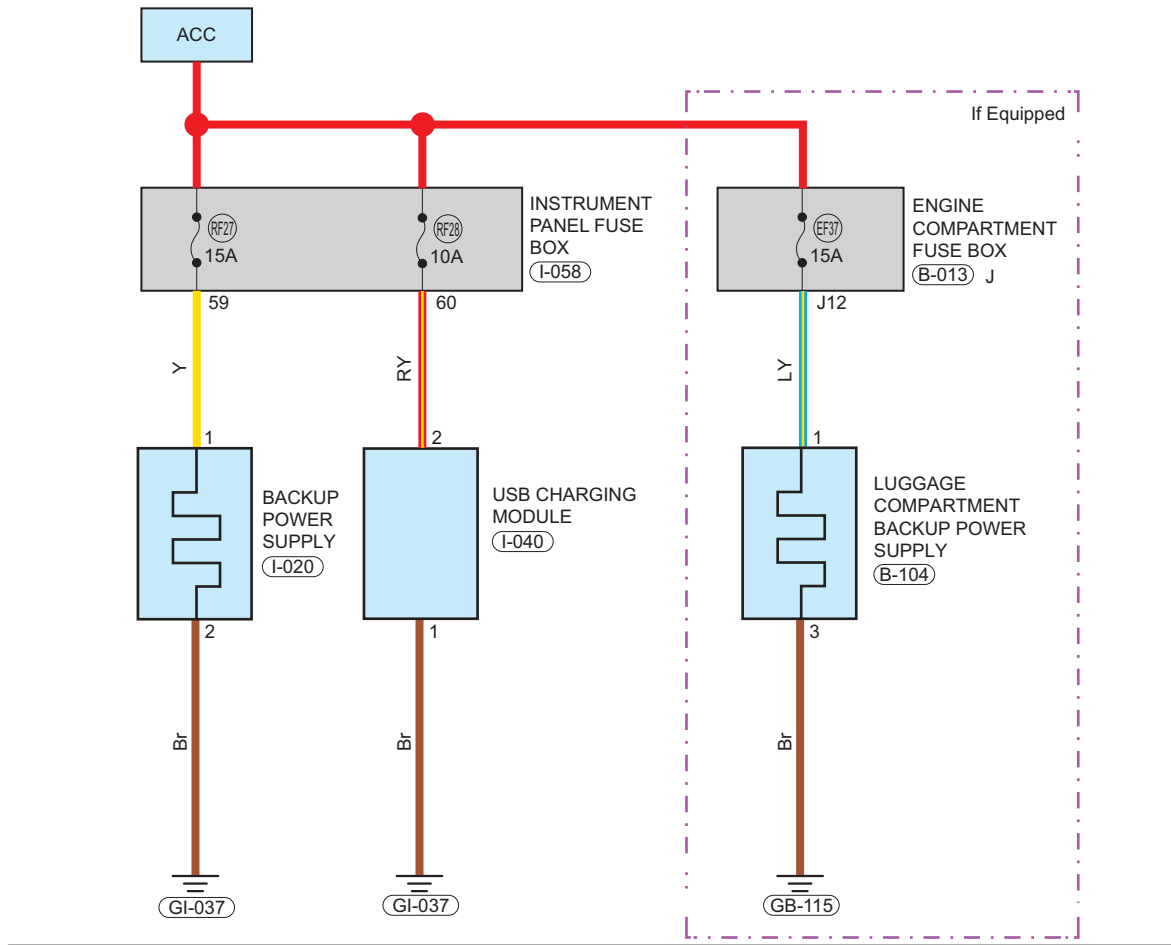 ACC
If Equipped
RF27
15A
RF28
10A
INSTRUMENT
PANEL FUSE
BOX
I-058
EF37
15A
ENGINE
COMPARTMENT
FUSE BOX
B-013 J
59
60
J12
Y
RY
LY
1
2
1
BACKUP
POWER
SUPPLY
I-020
USB CHARGING
MODULE
I-040
LUGGAGE
COMPARTMENT
BACKUP POWER
SUPPLY
B-104
2
1
3
Br
Br
Br
GI-037
GI-037
GB-115